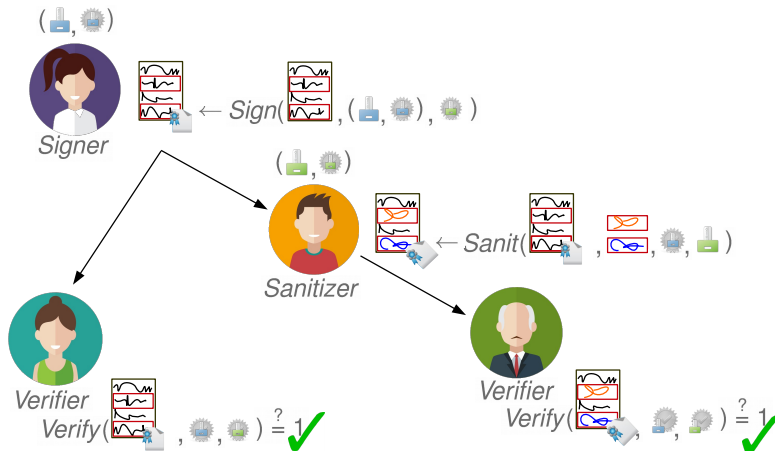 ( , )
Signer
← Sign( , ( , ) , )
( , )
Sanitizer
← Sanit( , , , )
Verifier
Verify( , , ) ?= 1
Verifier
Verify( , , ) ?= 1